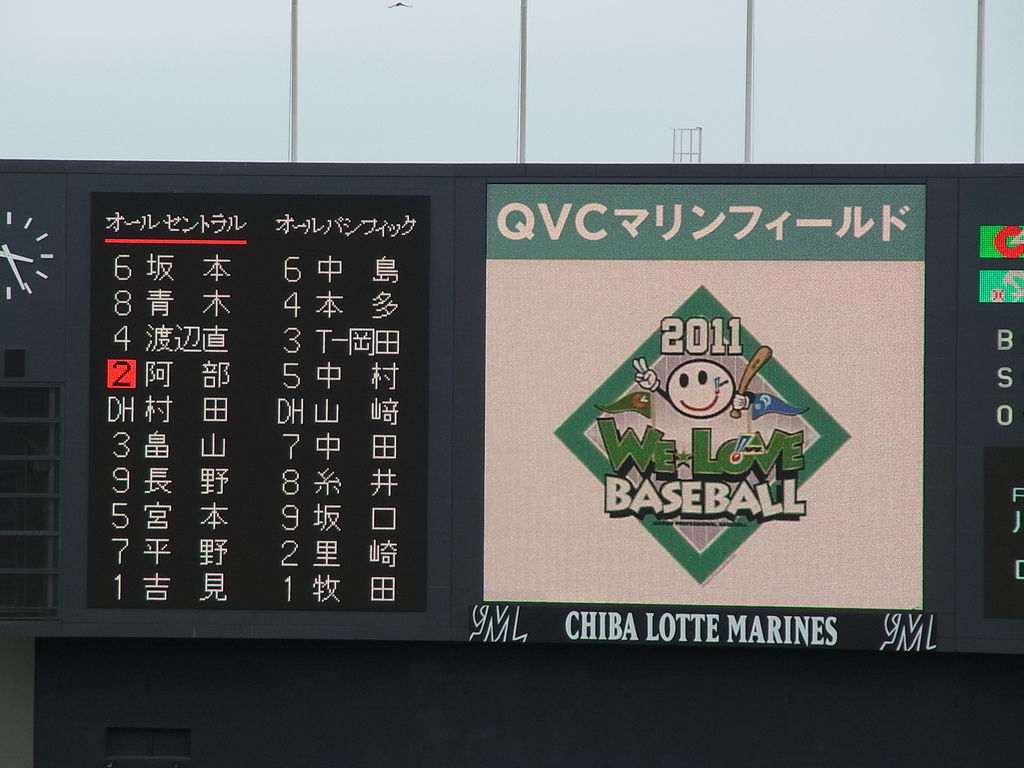 オールセントラル オールパシフィック
6 坂本 6 中島
8 青木 4 本多
4 渡辺直 3 T-岡田
2 阿部 5 中村
DH 村田 DH 山﨑
3 畠山 7 中田
9 長野 8 糸井
5 宮本 9 坂口
7 平野 2 里崎
1 吉見 1 牧田
QVCマリンフィールド
2011
WE LOVE
BASEBALL
CHIBA LOTTE MARINES
B
S
O